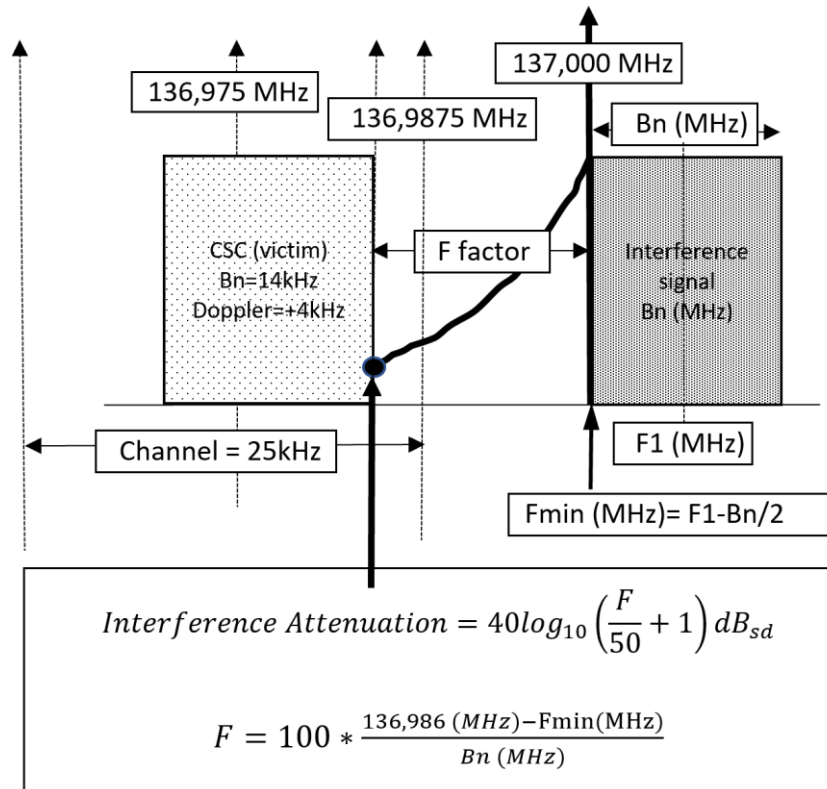 137,000 MHz
136,975 MHz
136,9875 MHz
Bn (MHz)
CSC (victim)
Bn=14kHz
Doppler=+4kHz
F factor
Interference
signal
Bn (MHz)
Channel = 25kHz
F1 (MHz)
Fmin (MHz)= F1-Bn/2
Interference Attenuation = 40log₁₀ (F/50 + 1) dB_sd
F = 100 * (136,986 (MHz)−Fmin(MHz))/(Bn (MHz))